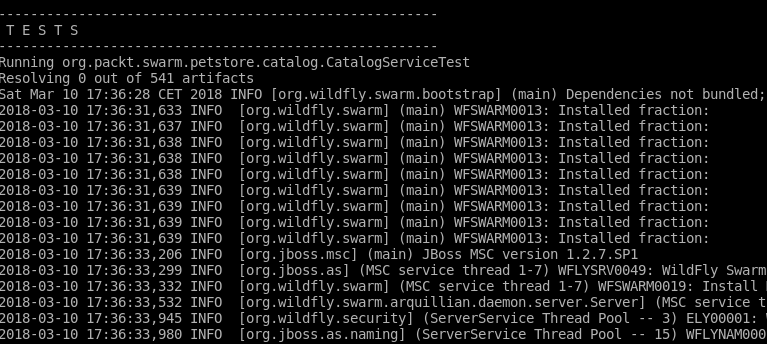 -----------------------------------------------------
 T E S T S
-----------------------------------------------------
Running org.packt.swarm.petstore.catalog.CatalogServiceTest
Resolving 0 out of 541 artifacts
Sat Mar 10 17:36:28 CET 2018 INFO [org.wildfly.swarm.bootstrap] (main) Dependencies not bundled;
2018-03-10 17:36:31,633 INFO  [org.wildfly.swarm] (main) WFSWARM0013: Installed fraction:
2018-03-10 17:36:31,637 INFO  [org.wildfly.swarm] (main) WFSWARM0013: Installed fraction:
2018-03-10 17:36:31,638 INFO  [org.wildfly.swarm] (main) WFSWARM0013: Installed fraction:
2018-03-10 17:36:31,638 INFO  [org.wildfly.swarm] (main) WFSWARM0013: Installed fraction:
2018-03-10 17:36:31,638 INFO  [org.wildfly.swarm] (main) WFSWARM0013: Installed fraction:
2018-03-10 17:36:31,639 INFO  [org.wildfly.swarm] (main) WFSWARM0013: Installed fraction:
2018-03-10 17:36:31,639 INFO  [org.wildfly.swarm] (main) WFSWARM0013: Installed fraction:
2018-03-10 17:36:31,639 INFO  [org.wildfly.swarm] (main) WFSWARM0013: Installed fraction:
2018-03-10 17:36:31,639 INFO  [org.wildfly.swarm] (main) WFSWARM0013: Installed fraction:
2018-03-10 17:36:33,206 INFO  [org.jboss.msc] (main) JBoss MSC version 1.2.7.SP1
2018-03-10 17:36:33,299 INFO  [org.jboss.as] (MSC service thread 1-7) WFLYSRV0049: WildFly Swarm
2018-03-10 17:36:33,332 INFO  [org.wildfly.swarm] (MSC service thread 1-7) WFSWARM0019: Install
2018-03-10 17:36:33,532 INFO  [org.wildfly.swarm.arquillian.daemon.server.Server] (MSC service t
2018-03-10 17:36:33,945 INFO  [org.wildfly.security] (ServerService Thread Pool -- 3) ELY00001:
2018-03-10 17:36:33,980 INFO  [org.jboss.as.naming] (ServerService Thread Pool -- 15) WFLYNAM000